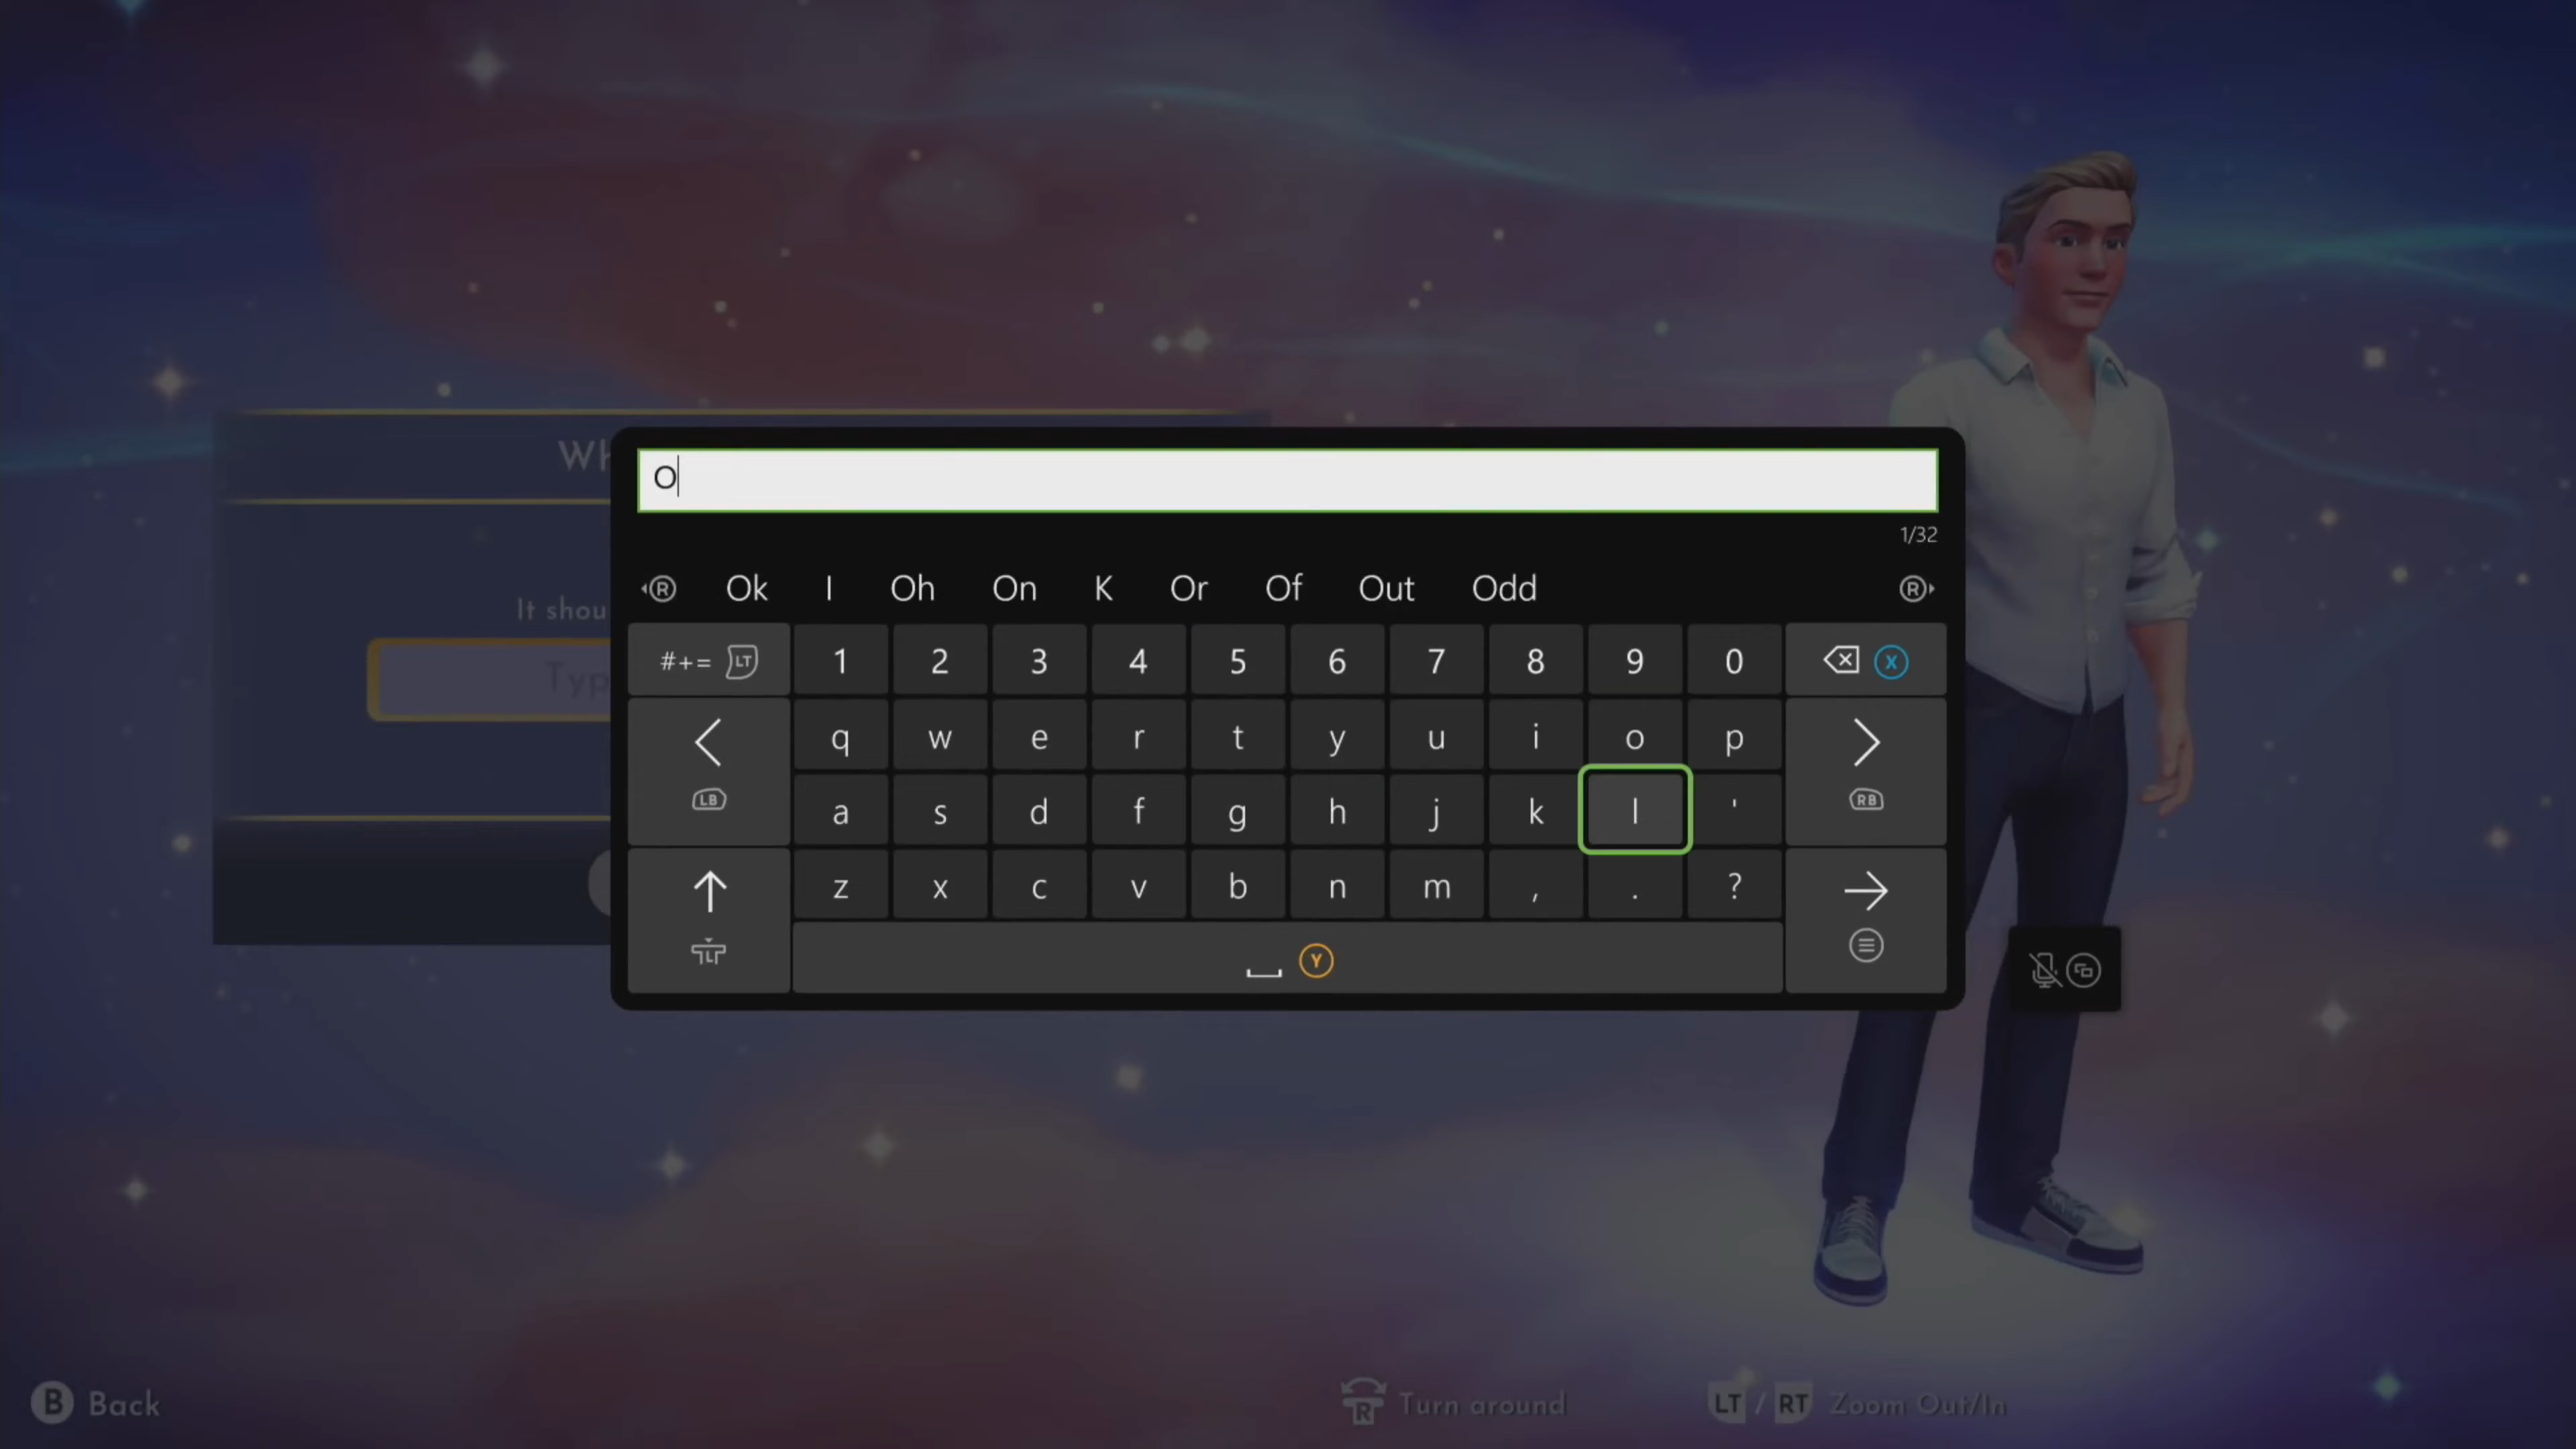 Wh
O
1/32
It shou
R Ok I Oh On K Or Of Out Odd R
Typ
#+= LT 1 2 3 4 5 6 7 8 9 0 X
q w e r t y u i o p
LB a s d f g h j k l ' RB
z x c v b n m , . ?
L Y
B Back
R Turn around
LT / RT Zoom Out/In